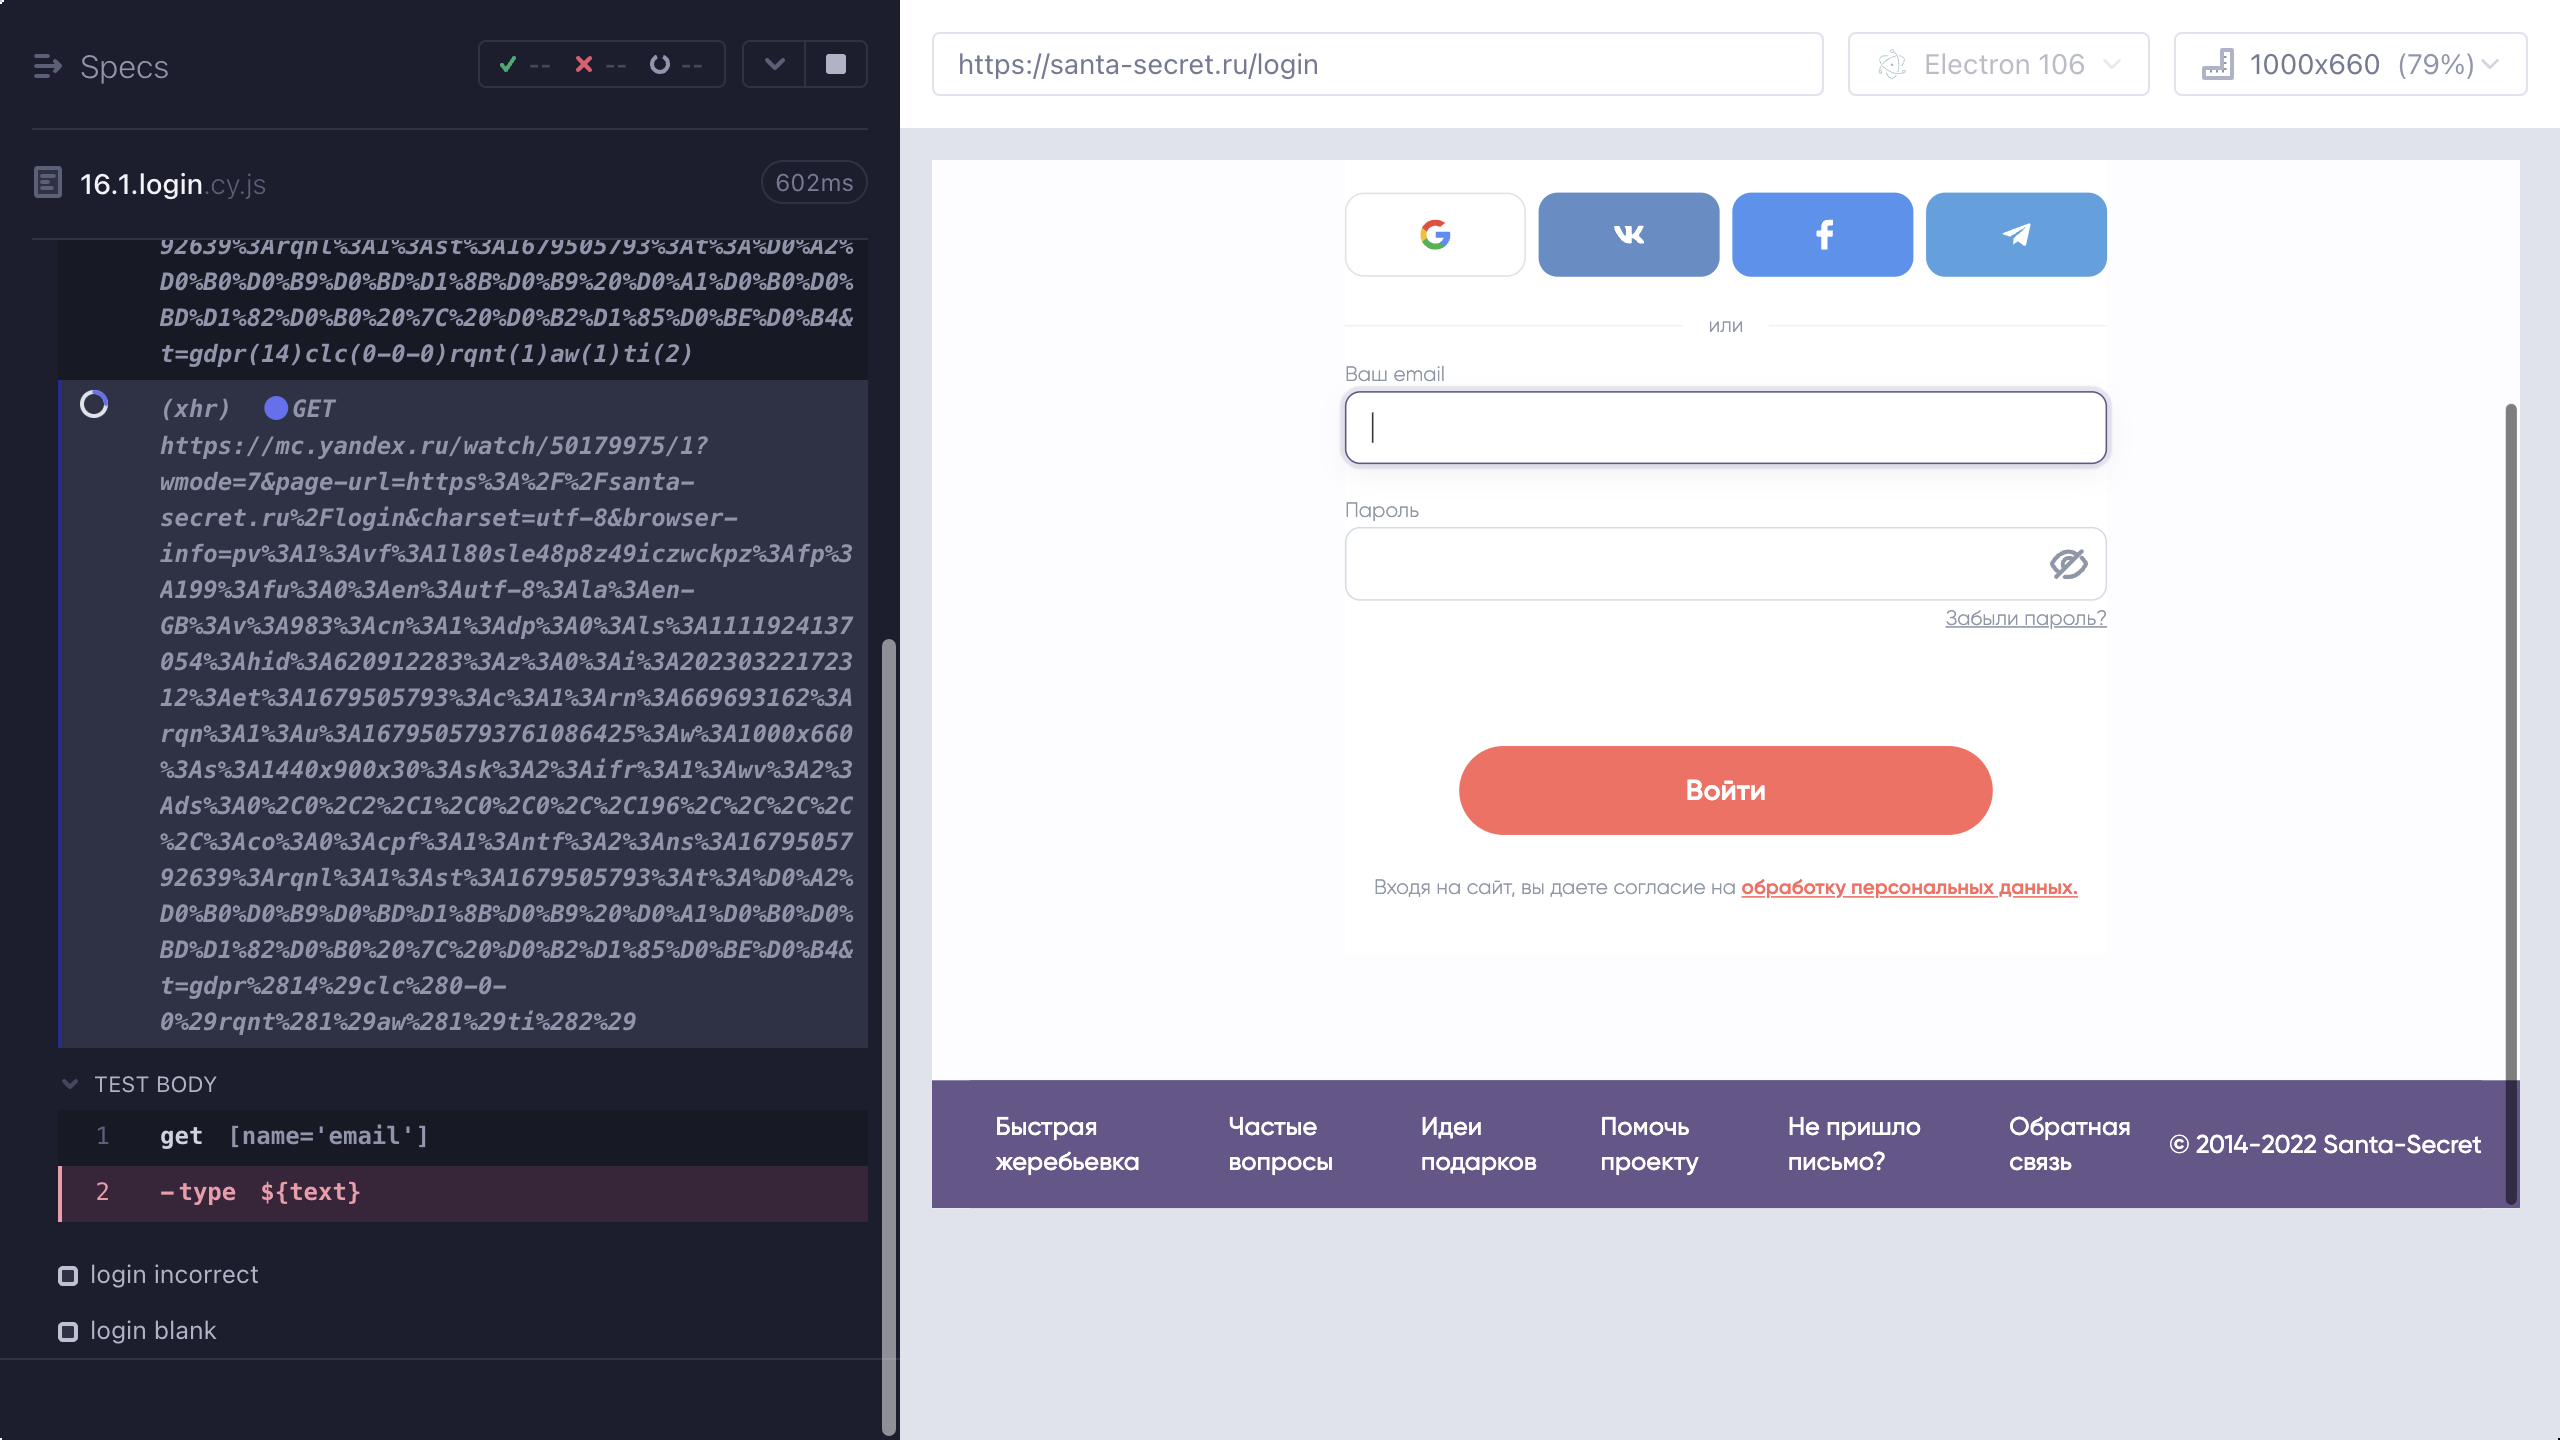 Specs
-- -- --
16.1.login.cy.js
602ms
92639%3Arqnl%3A1%3Ast%3A1679505793%3At%3A%D0%A2%
D0%B0%D0%B9%D0%BD%D1%8B%D0%B9%20%D0%A1%D0%B0%D0%
BD%D1%82%D0%B0%20%7C%20%D0%B2%D1%85%D0%BE%D0%B4&
t=gdpr(14)clc(0-0-0)rqnt(1)aw(1)ti(2)
(xhr) GET
https://mc.yandex.ru/watch/50179975/1?
wmode=7&page-url=https%3A%2F%2Fsanta-
secret.ru%2Flogin&charset=utf-8&browser-
info=pv%3A1%3Avf%3A1l80sle48p8z49iczwckpz%3Afp%3
A199%3Afu%3A0%3Aen%3Autf-8%3Ala%3Aen-
GB%3Av%3A983%3Acn%3A1%3Adp%3A0%3Als%3A1111924137
054%3Ahid%3A620912283%3Az%3A0%3Ai%3A202303221723
12%3Aet%3A1679505793%3Ac%3A1%3Arn%3A669693162%3A
rqn%3A1%3Au%3A1679505793761086425%3Aw%3A1000x660
%3As%3A1440x900x30%3Ask%3A2%3Aifr%3A1%3Awv%3A2%3
Ads%3A0%2C0%2C2%2C1%2C0%2C0%2C%2C196%2C%2C%2C%2C
%2C%3Aco%3A0%3Acpf%3A1%3Antf%3A2%3Ans%3A16795057
92639%3Arqnl%3A1%3Ast%3A1679505793%3At%3A%D0%A2%
D0%B0%D0%B9%D0%BD%D1%8B%D0%B9%20%D0%A1%D0%B0%D0%
BD%D1%82%D0%B0%20%7C%20%D0%B2%D1%85%D0%BE%D0%B4&
t=gdpr%2814%29clc%280-0-
0%29rqnt%281%29aw%281%29ti%282%29
TEST BODY
1 get [name='email']
2 -type ${text}
login incorrect
login blank
https://santa-secret.ru/login
Electron 106
1000x660 (79%)
или
Ваш email
Пароль
Забыли пароль?
Войти
Входя на сайт, вы даете согласие на обработку персональных данных.
Быстрая жеребьевка
Частые вопросы
Идеи подарков
Помочь проекту
Не пришло письмо?
Обратная связь
© 2014-2022 Santa-Secret